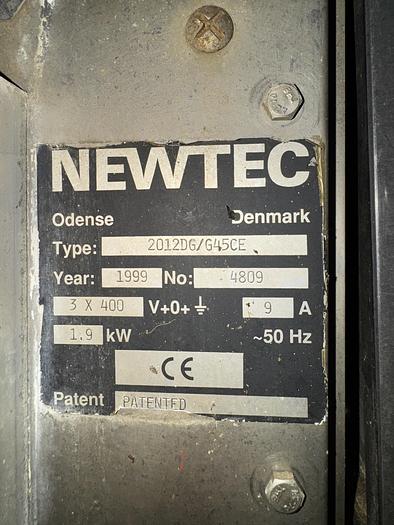 NEWTEC
Odense Denmark
Type: 2012DG/G45CE
Year: 1999 No: 4809
3 X 400 V+0+⏚ 9 A
1.9 kW ~50 Hz
CE
Patent PATENTED